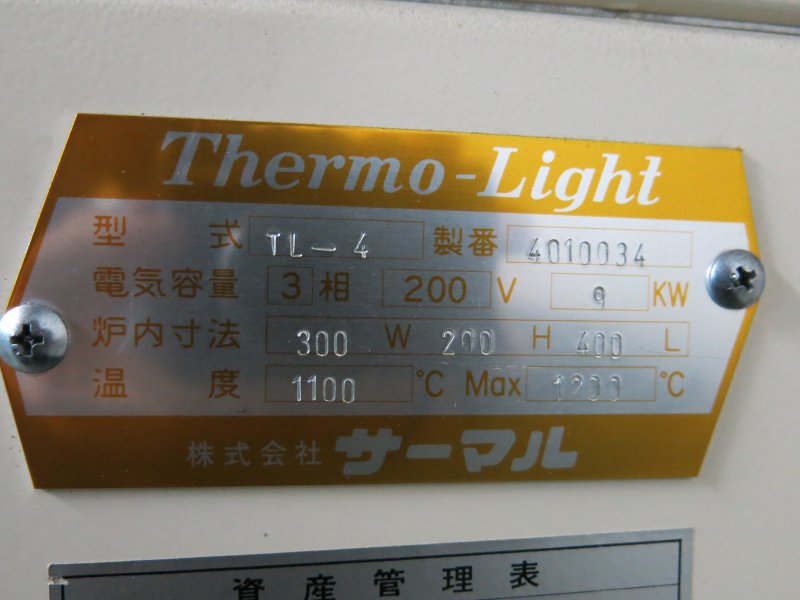 Thermo-Light
型式 TL-4 製番 4010034
電気容量 3相 200 V 9 KW
炉内寸法 300 W 200 H 400 L
温度 1100 ℃ Max 1200 ℃
株式会社 サーマル
資産管理表